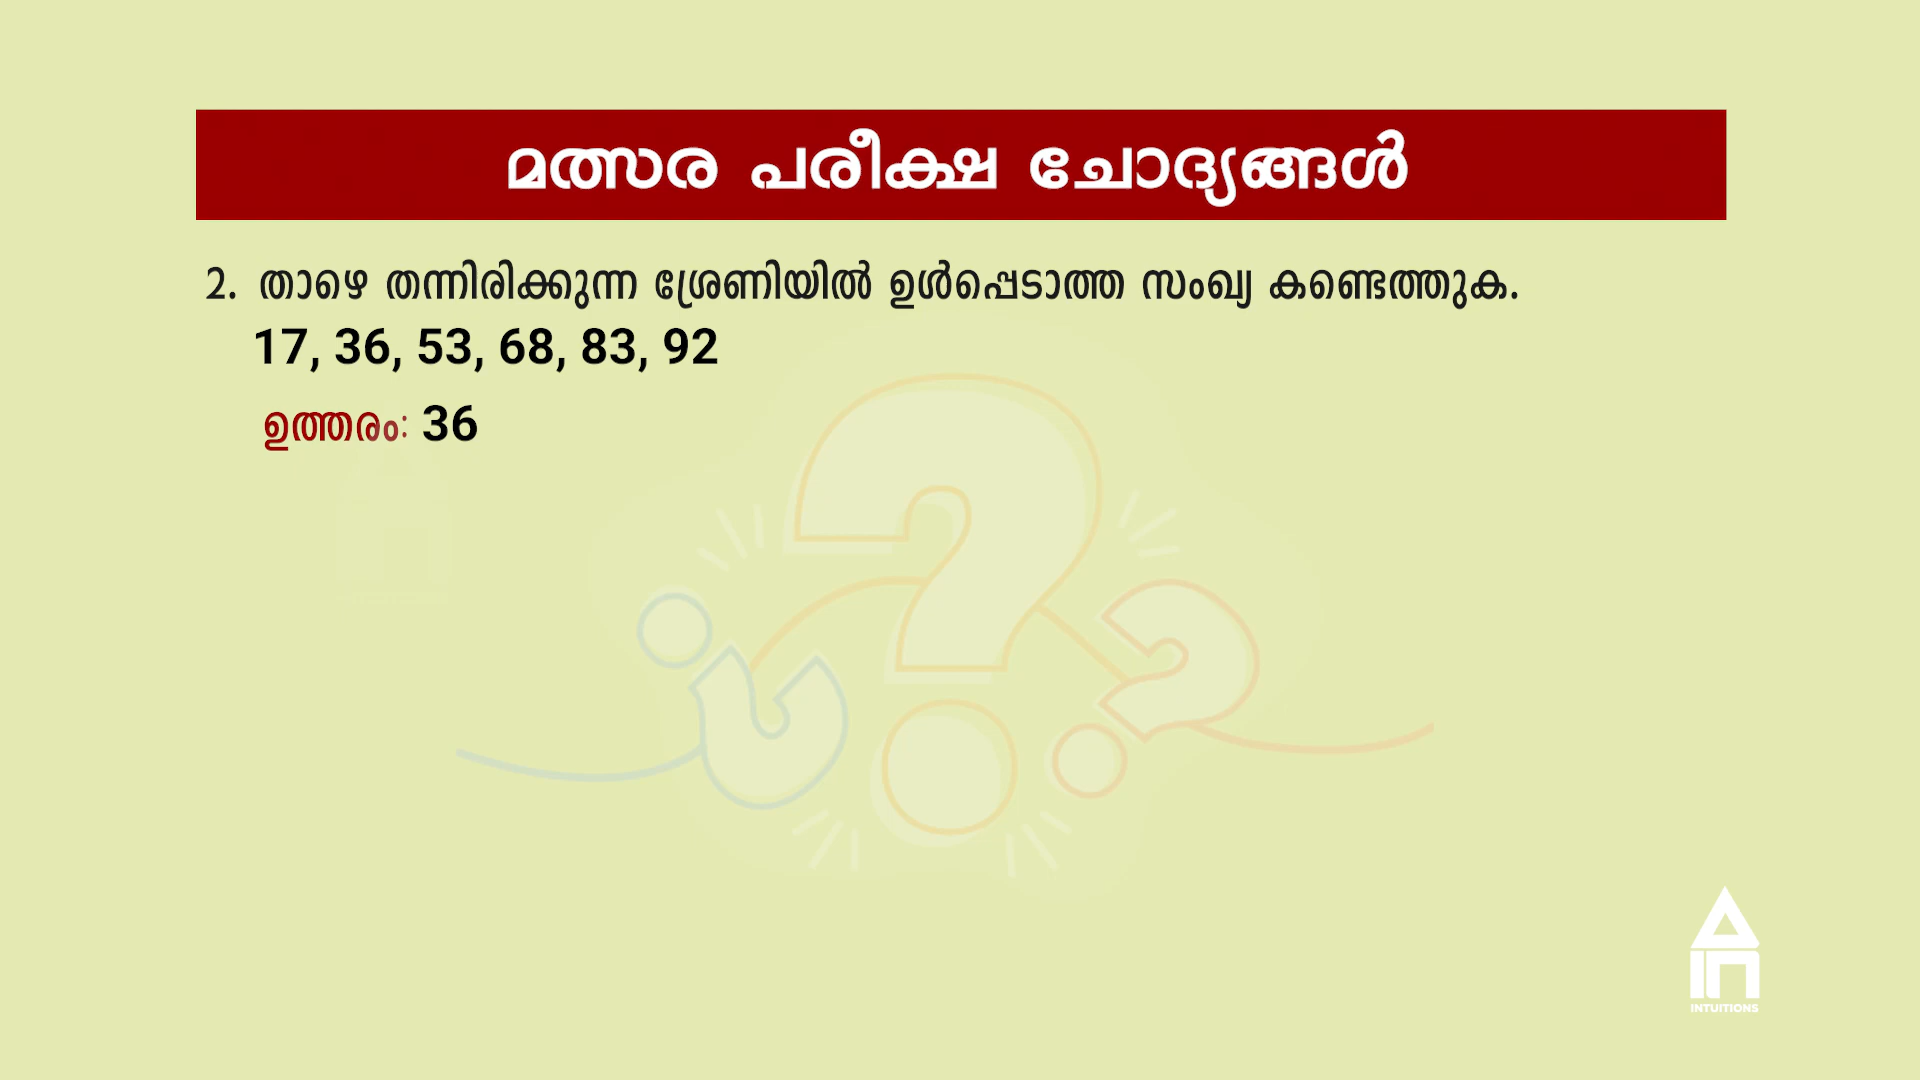 മത്സര പരീക്ഷ ചോദ്യങ്ങൾ
2. താഴെ തന്നിരിക്കുന്ന ശ്രേണിയിൽ ഉൾപ്പെടാത്ത സംഖ്യ കണ്ടെത്തുക.
17, 36, 53, 68, 83, 92
ഉത്തരം: 36
INTUITIONS